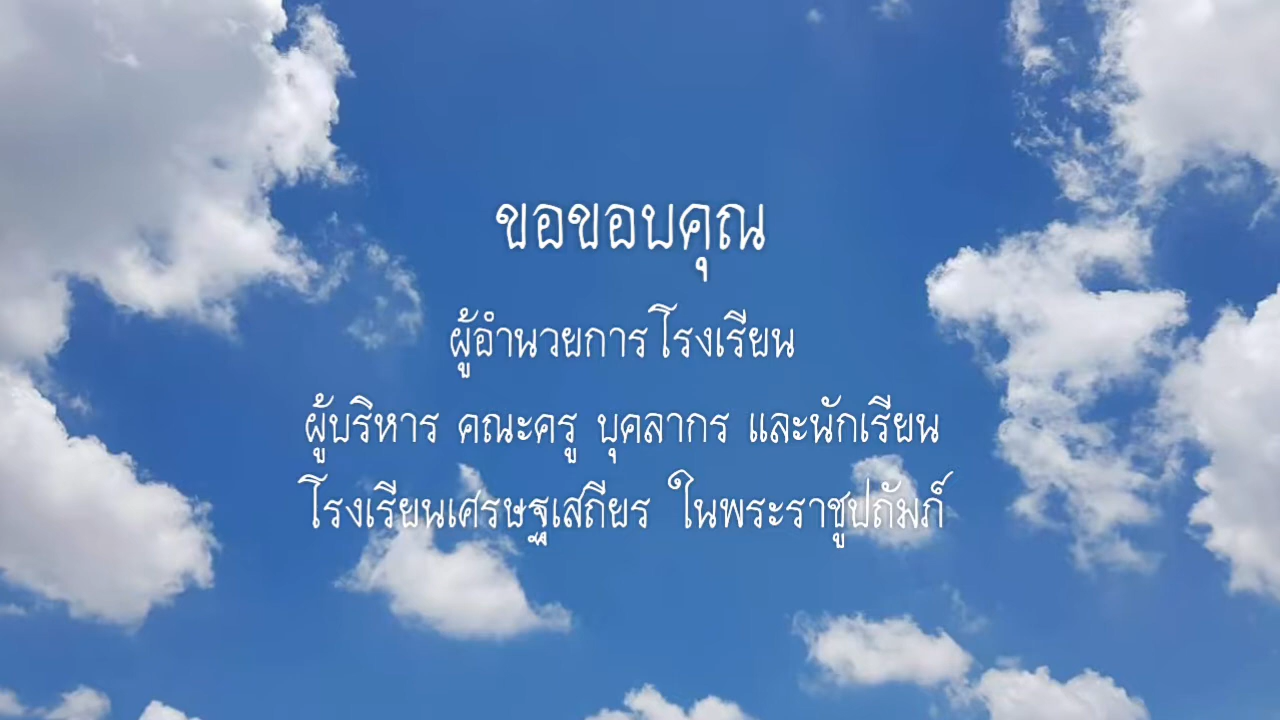 ขอขอบคุณ
ผู้อำนวยการโรงเรียน
ผู้บริหาร คณะครู บุคลากร และนักเรียน
โรงเรียนเศรษฐเสถียร ในพระราชูปถัมภ์